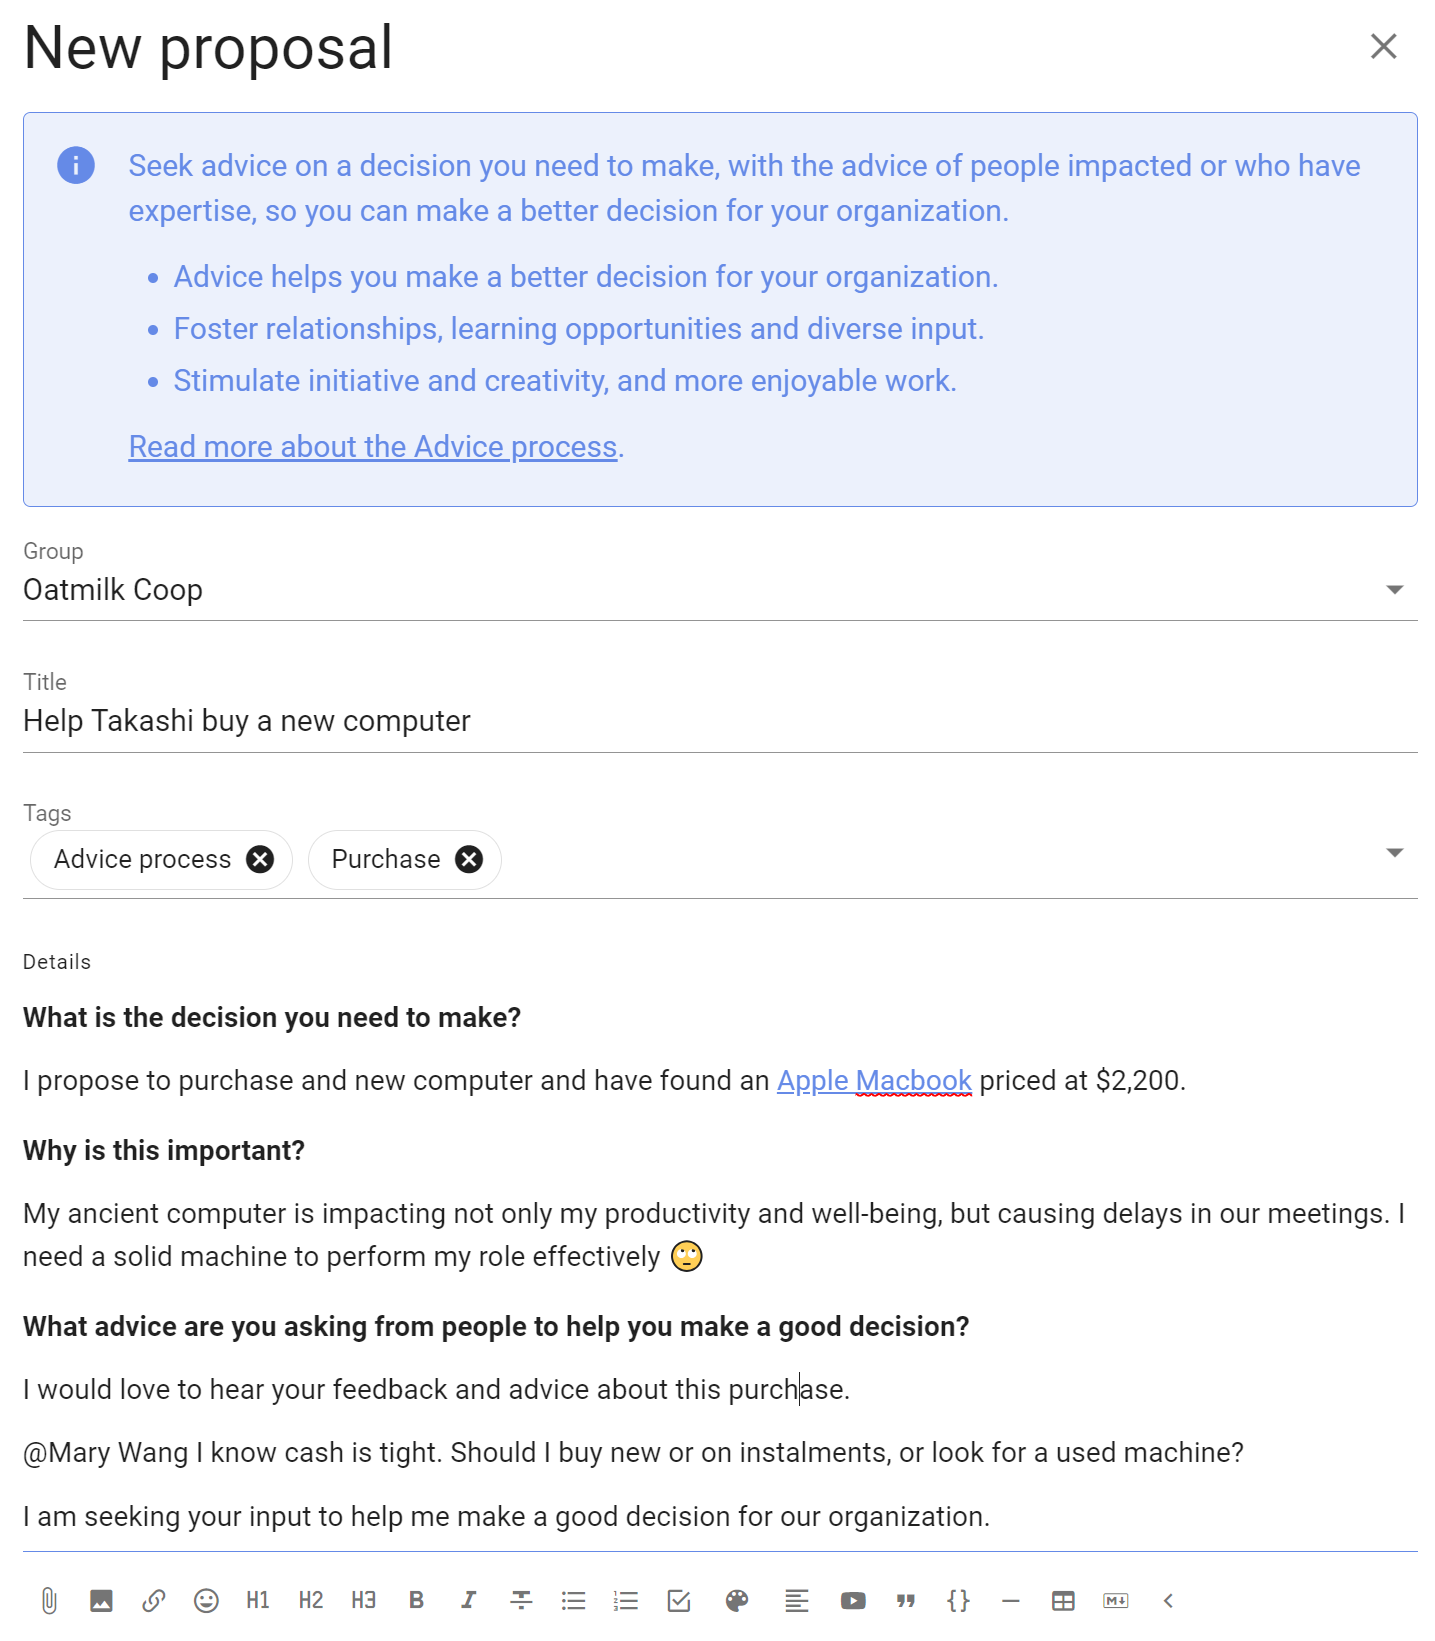 New proposal
Seek advice on a decision you need to make, with the advice of people impacted or who have
expertise, so you can make a better decision for your organization.
Advice helps you make a better decision for your organization.
Foster relationships, learning opportunities and diverse input.
Stimulate initiative and creativity, and more enjoyable work.
Read more about the Advice process.
Group
Oatmilk Coop
Title
Help Takashi buy a new computer
Tags
Advice process Purchase
Details
What is the decision you need to make?
I propose to purchase and new computer and have found an Apple Macbook priced at $2,200.
Why is this important?
My ancient computer is impacting not only my productivity and well-being, but causing delays in our meetings. I
need a solid machine to perform my role effectively 🙄
What advice are you asking from people to help you make a good decision?
I would love to hear your feedback and advice about this purchase.
@Mary Wang I know cash is tight. Should I buy new or on instalments, or look for a used machine?
I am seeking your input to help me make a good decision for our organization.
H1 H2 H3 B I {} M↓